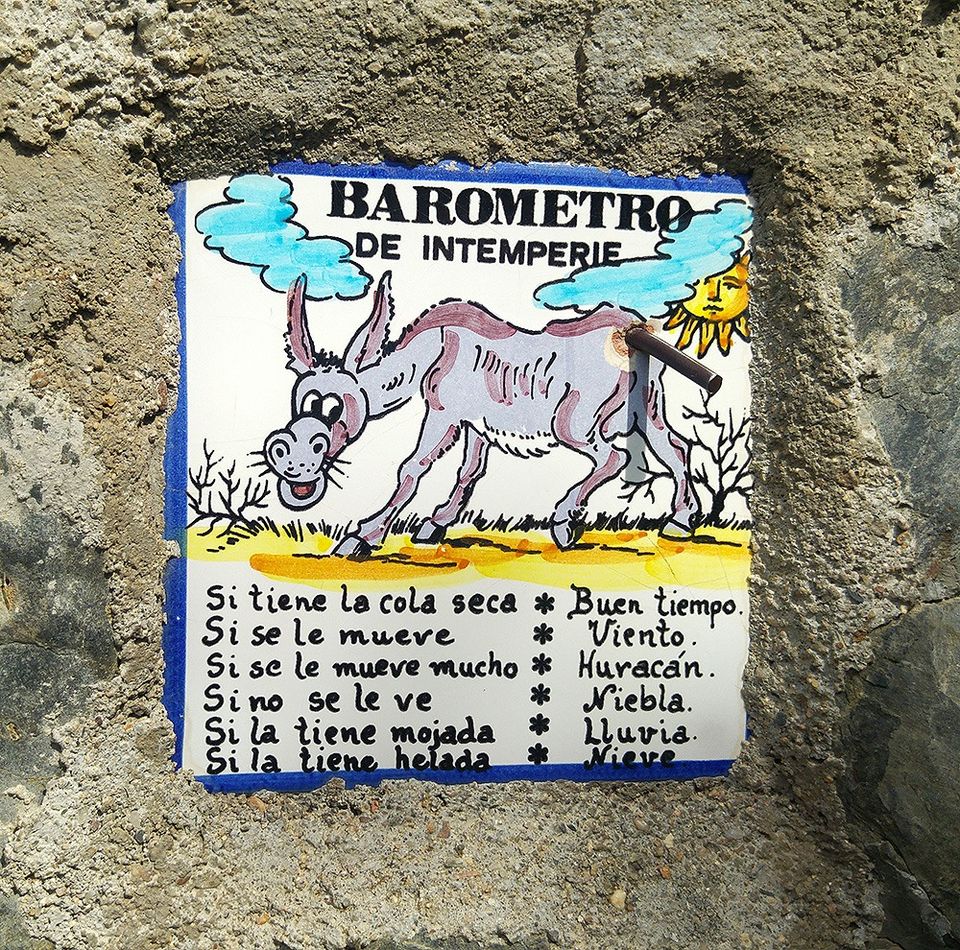 BAROMETRO
DE INTEMPERIE
Si tiene la cola seca * Buen tiempo.
Si se le mueve * Viento.
Si se le mueve mucho * Huracán.
Si no se le ve * Niebla.
Si la tiene mojada * Lluvia.
Si la tiene helada * Nieve